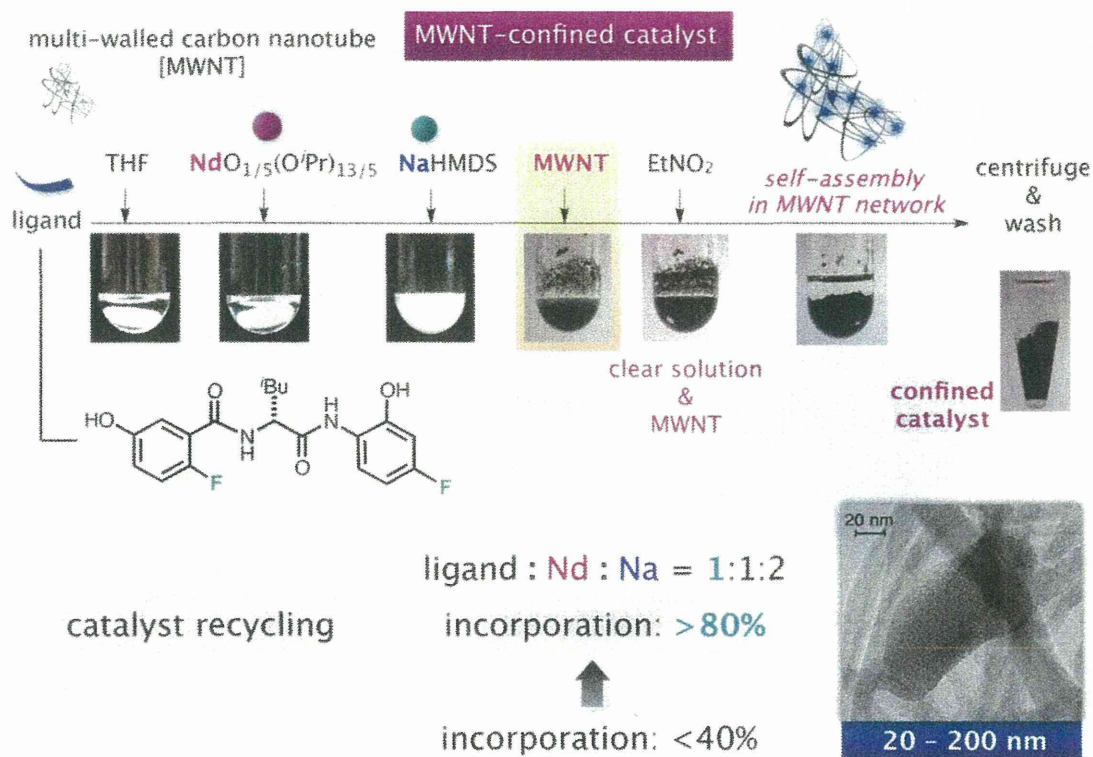 multi-walled carbon nanotube
[MWNT]
MWNT-confined catalyst
THF
NdO1/5(OiPr)13/5
NaHMDS
MWNT
EtNO2
self-assembly
in MWNT network
centrifuge
&
wash
ligand
clear solution
&
MWNT
confined
catalyst
HO
F
O
N
H
tBu
O
H
N
OH
F
ligand : Nd : Na = 1:1:2
catalyst recycling
incorporation: >80%
incorporation: <40%
20 nm
20 – 200 nm